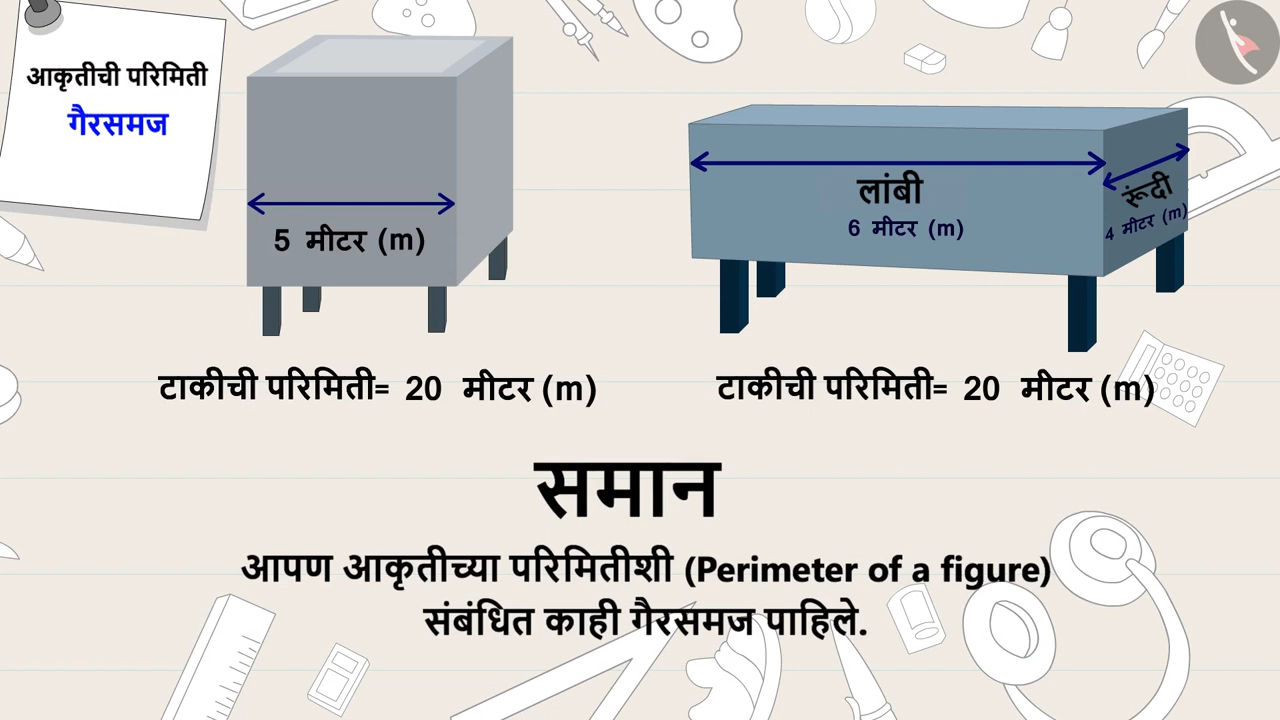 आकृतीची परिमिती
गैरसमज
5 मीटर (m)
लांबी
6 मीटर (m)
रूंदी
4 मीटर (m)
टाकीची परिमिती= 20 मीटर (m)
टाकीची परिमिती= 20 मीटर (m)
समान
आपण आकृतीच्या परिमितीशी (Perimeter of a figure)
संबंधित काही गैरसमज पाहिले.